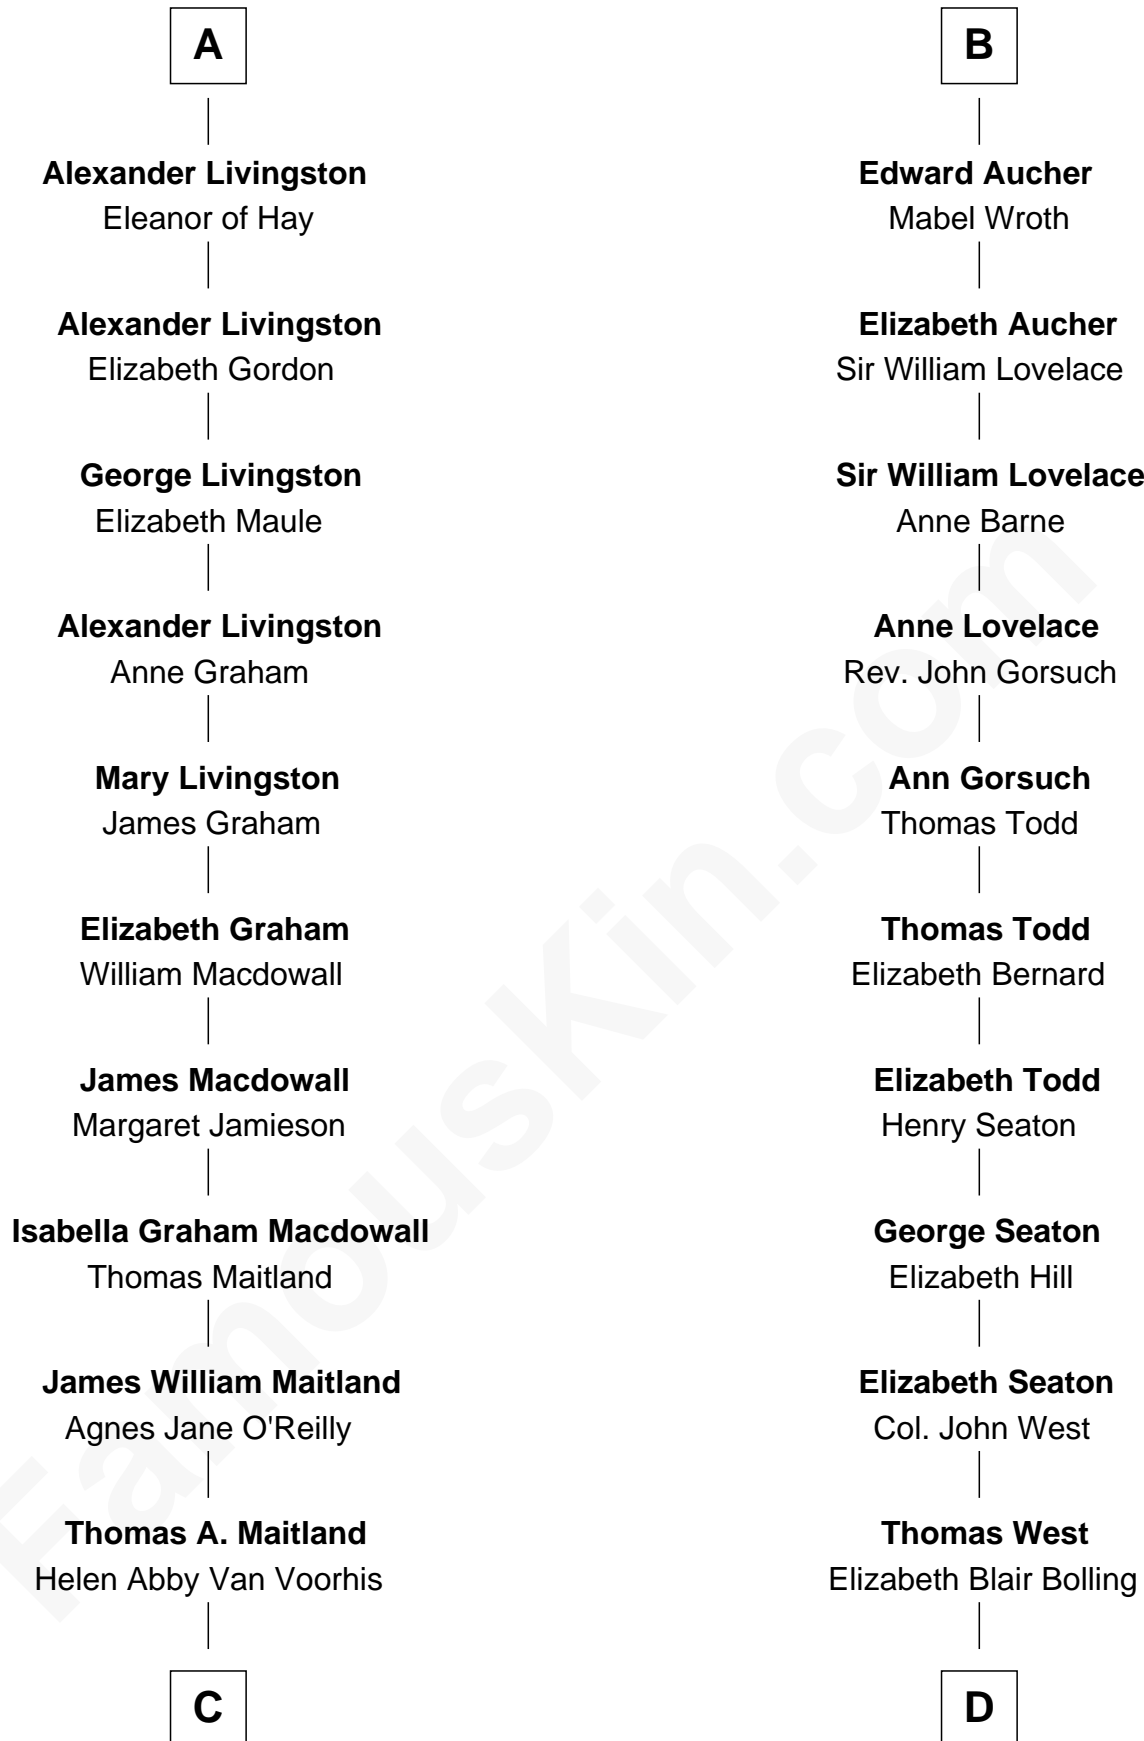 A
Alexander Livingston
Eleanor of Hay
Alexander Livingston
Elizabeth Gordon
George Livingston
Elizabeth Maule
Alexander Livingston
Anne Graham
Mary Livingston
James Graham
Elizabeth Graham
William Macdowall
James Macdowall
Margaret Jamieson
Isabella Graham Macdowall
Thomas Maitland
James William Maitland
Agnes Jane O'Reilly
Thomas A. Maitland
Helen Abby Van Voorhis
C
B
Edward Aucher
Mabel Wroth
Elizabeth Aucher
Sir William Lovelace
Sir William Lovelace
Anne Barne
Anne Lovelace
Rev. John Gorsuch
Ann Gorsuch
Thomas Todd
Thomas Todd
Elizabeth Bernard
Elizabeth Todd
Henry Seaton
George Seaton
Elizabeth Hill
Elizabeth Seaton
Col. John West
Thomas West
Elizabeth Blair Bolling
D
FamousKin.com